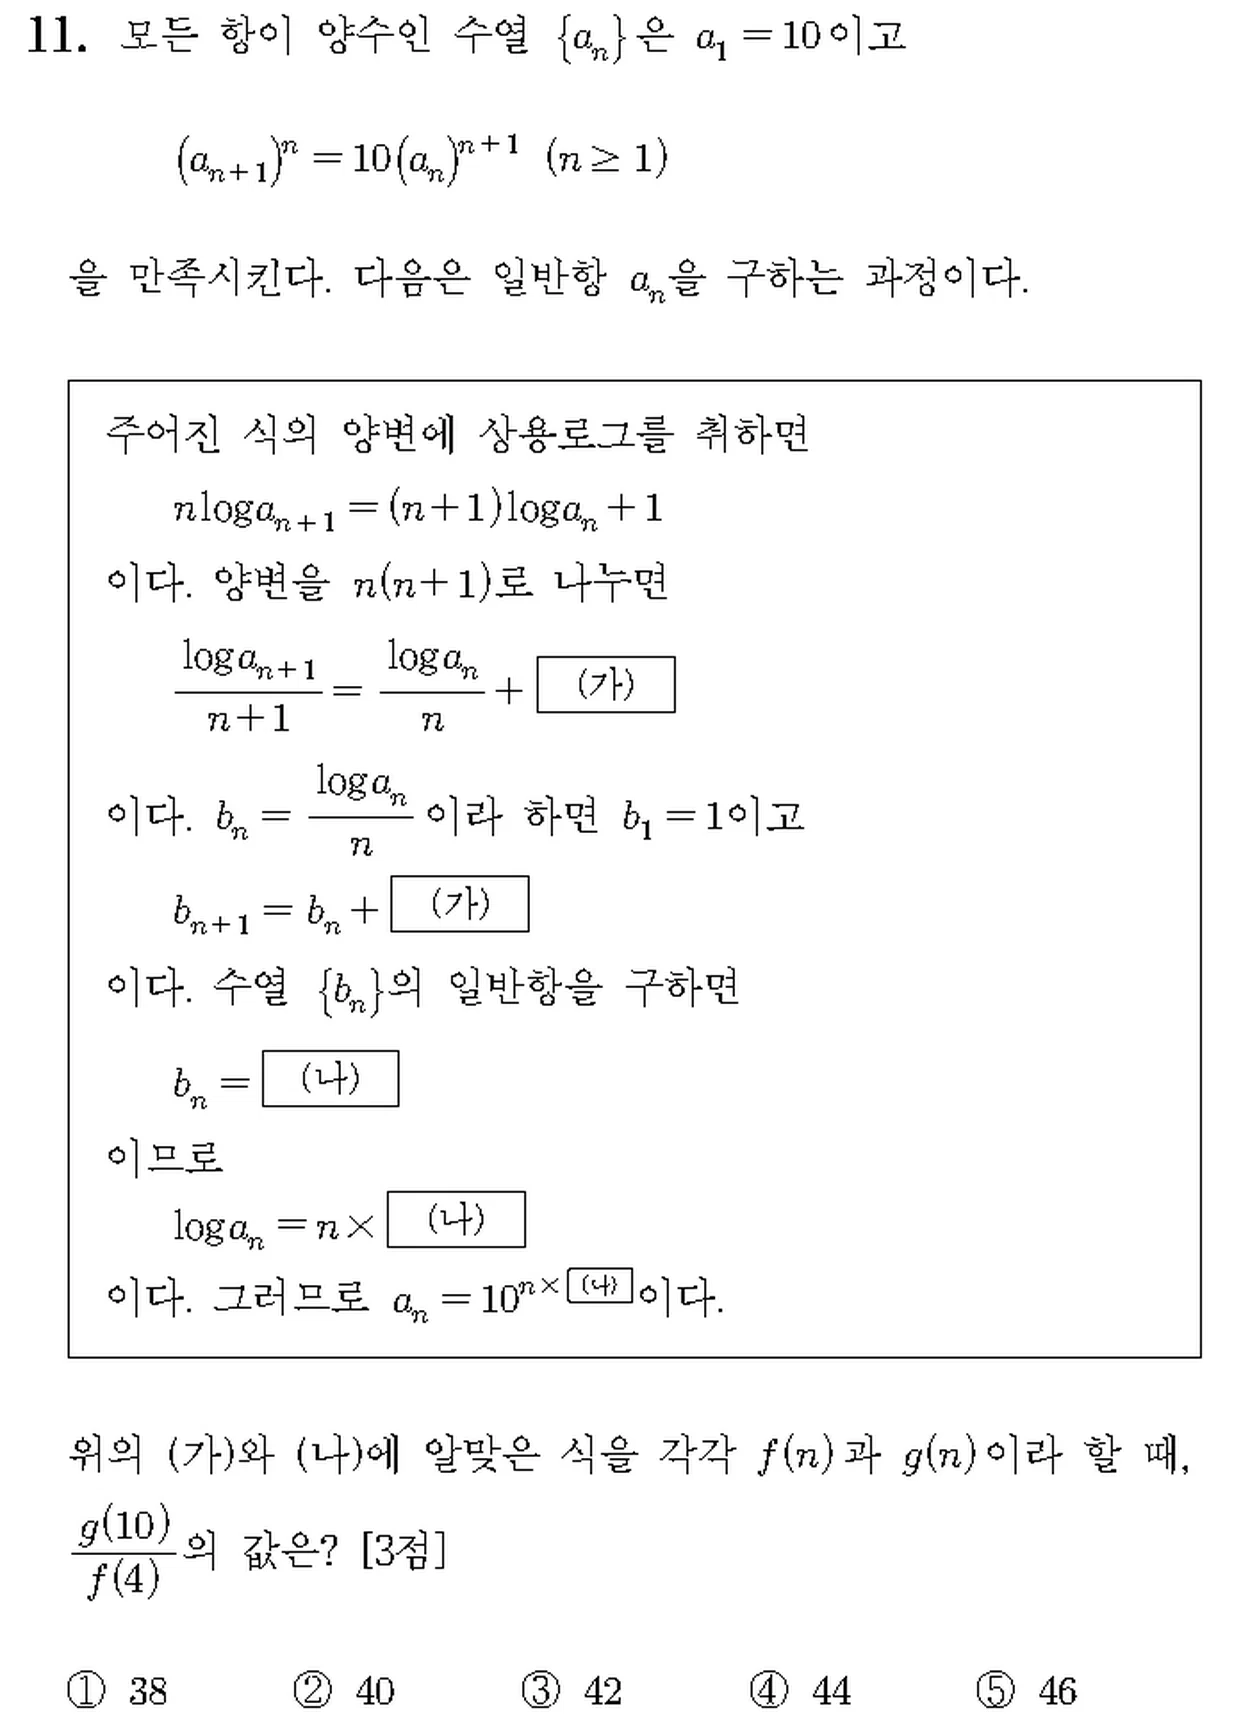 11. 모든 항이 양수인 수열 {aₙ}은 a₁ = 10이고
(aₙ₊₁)ⁿ = 10(aₙ)ⁿ⁺¹ (n ≥ 1)
을 만족시킨다. 다음은 일반항 aₙ을 구하는 과정이다.
주어진 식의 양변에 상용로그를 취하면
nlogaₙ₊₁ = (n+1)logaₙ + 1
이다. 양변을 n(n+1)로 나누면
logaₙ₊₁/(n+1) = logaₙ/n + (가)
이다. bₙ = logaₙ/n 이라 하면 b₁ = 1이고
bₙ₊₁ = bₙ + (가)
이다. 수열 {bₙ}의 일반항을 구하면
bₙ = (나)
이므로
logaₙ = n × (나)
이다. 그러므로 aₙ = 10^(n × (나))이다.
위의 (가)와 (나)에 알맞은 식을 각각 f(n)과 g(n)이라 할 때,
g(10)/f(4)의 값은? [3점]
① 38 ② 40 ③ 42 ④ 44 ⑤ 46